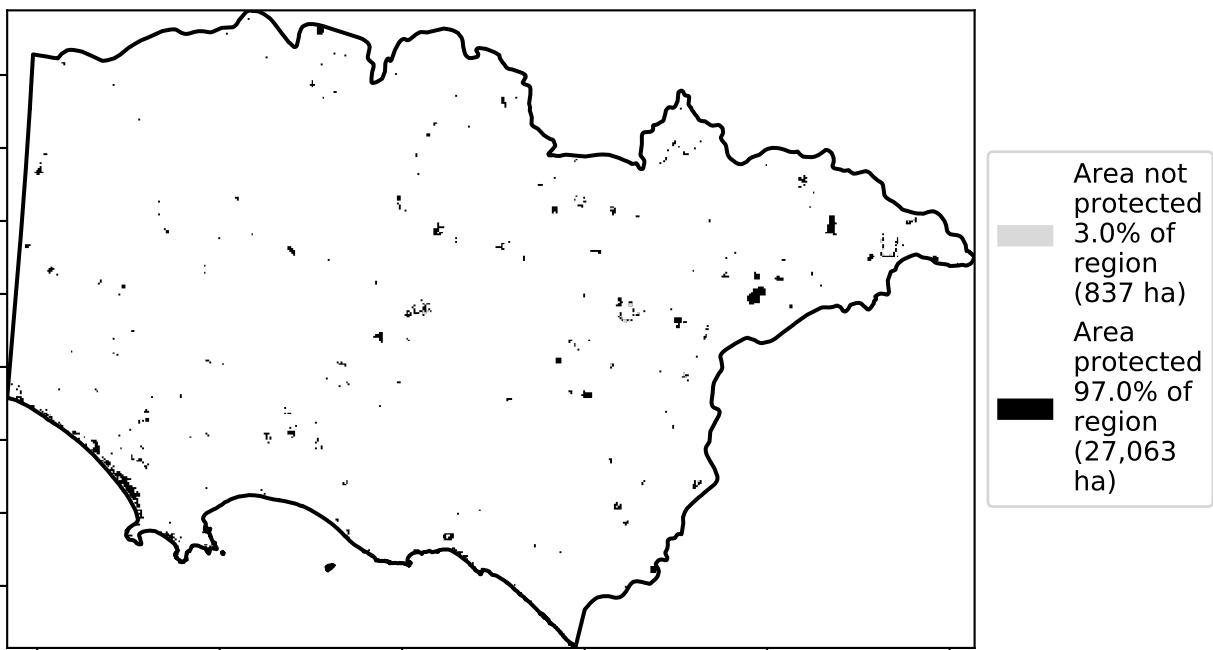 Area not
protected
3.0% of
region
(837 ha)
Area
protected
97.0% of
region
(27,063
ha)